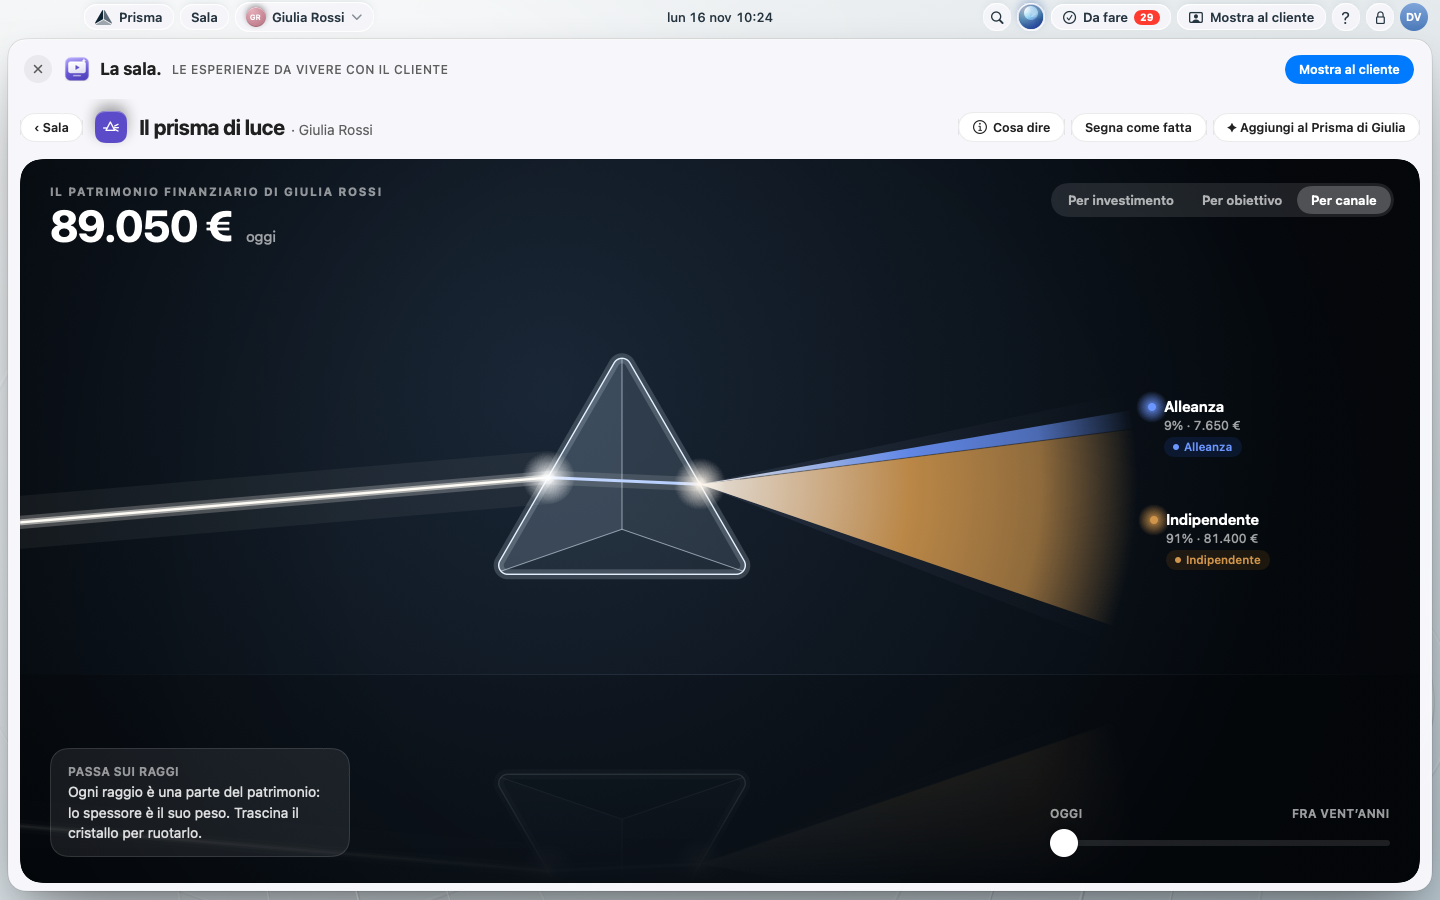 Prisma
Sala
GR Giulia Rossi
lun 16 nov 10:24
Da fare 29
Mostra al cliente
?
DV
La sala. LE ESPERIENZE DA VIVERE CON IL CLIENTE
Mostra al cliente
‹ Sala
Il prisma di luce · Giulia Rossi
Cosa dire
Segna come fatta
Aggiungi al Prisma di Giulia
IL PATRIMONIO FINANZIARIO DI GIULIA ROSSI
89.050 € oggi
Per investimento
Per obiettivo
Per canale
Alleanza
9% · 7.650 €
Alleanza
Indipendente
91% · 81.400 €
Indipendente
PASSA SUI RAGGI
Ogni raggio è una parte del patrimonio:
lo spessore è il suo peso. Trascina il
cristallo per ruotarlo.
OGGI
FRA VENT'ANNI